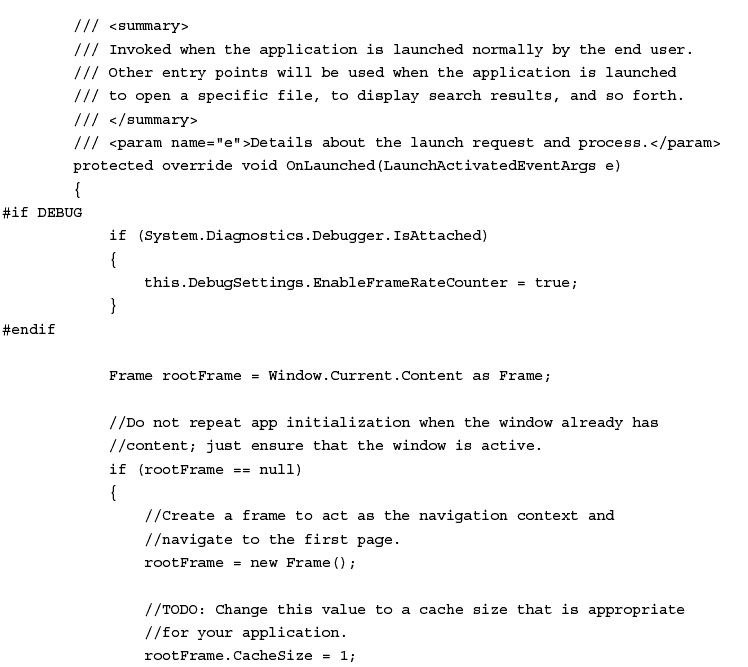 /// <summary>
/// Invoked when the application is launched normally by the end user.
/// Other entry points will be used when the application is launched
/// to open a specific file, to display search results, and so forth.
/// </summary>
/// <param name="e">Details about the launch request and process.</param>
protected override void OnLaunched(LaunchActivatedEventArgs e)
{
#if DEBUG
if (System.Diagnostics.Debugger.IsAttached)
{
this.DebugSettings.EnableFrameRateCounter = true;
}
#endif
Frame rootFrame = Window.Current.Content as Frame;
//Do not repeat app initialization when the window already has
//content; just ensure that the window is active.
if (rootFrame == null)
{
//Create a frame to act as the navigation context and
//navigate to the first page.
rootFrame = new Frame();
//TODO: Change this value to a cache size that is appropriate
//for your application.
rootFrame.CacheSize = 1;